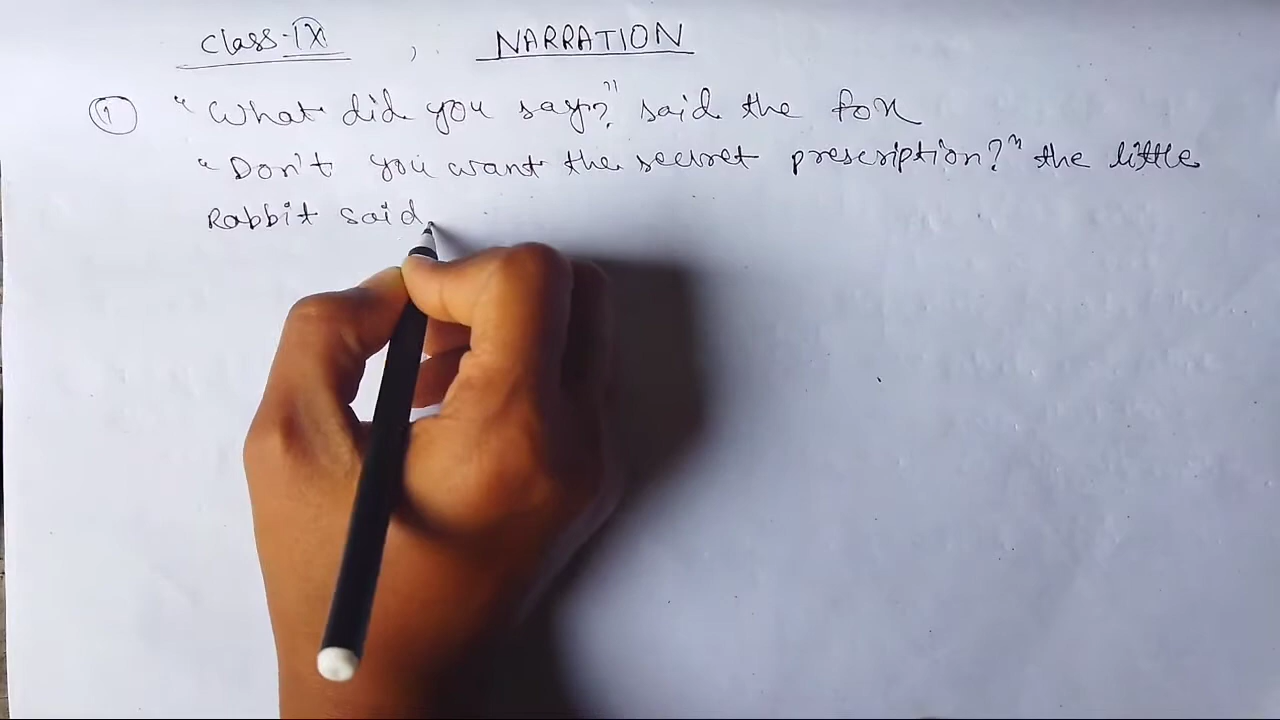 Class-IX, NARRATION
① "What did you say?" said the fox
"Don't you want the secret prescription?" the little
Rabbit said